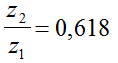 z₂/z₁ = 0,618